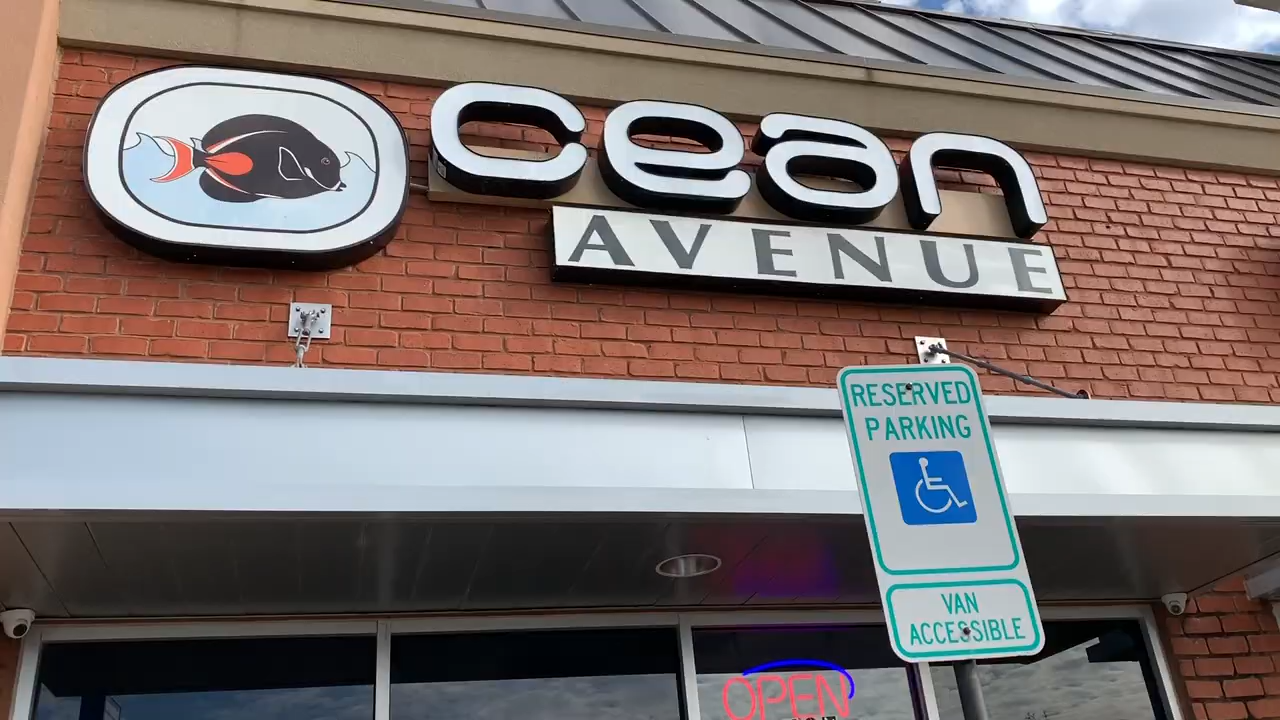 cean
AVENUE
RESERVED
PARKING
VAN
ACCESSIBLE
OPEN